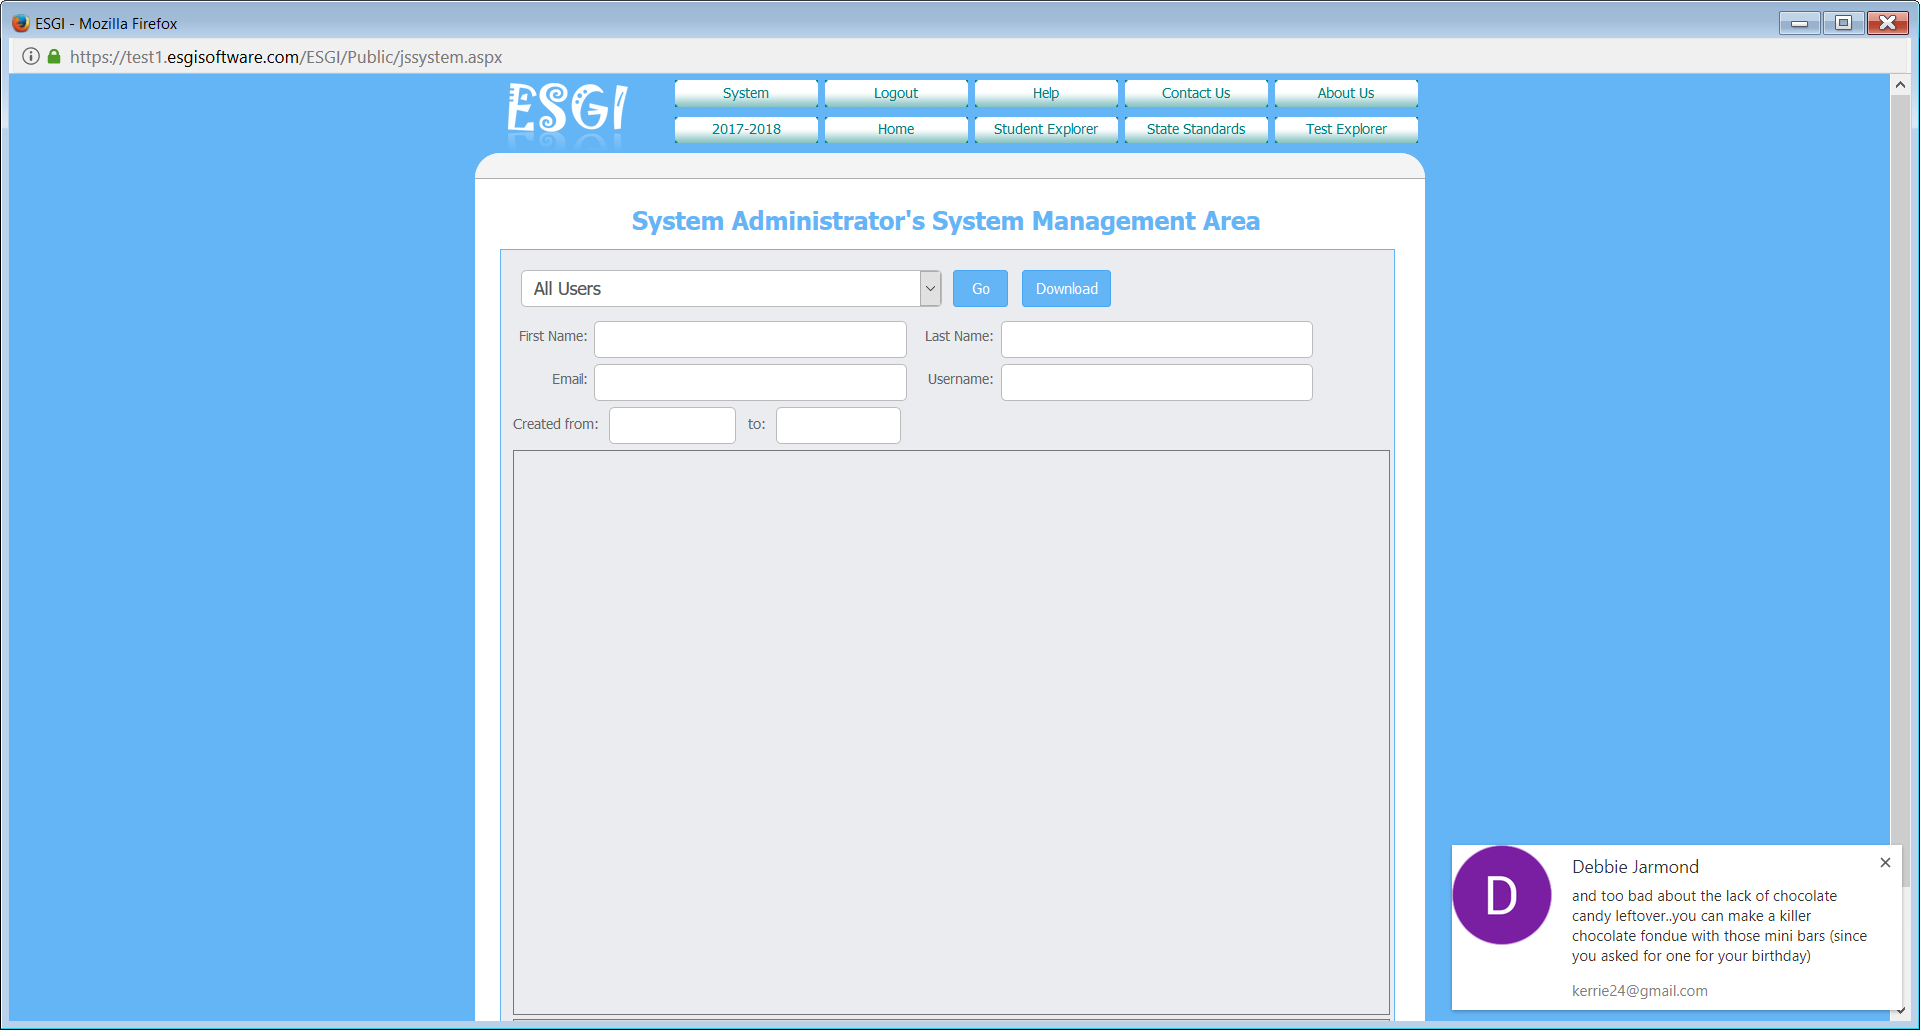 ESGI - Mozilla Firefox
https://test1.esgisoftware.com/ESGI/Public/jssystem.aspx
ESGI
System Logout Help Contact Us About Us
2017-2018 Home Student Explorer State Standards Test Explorer
System Administrator's System Management Area
All Users Go Download
First Name: Last Name:
Email: Username:
Created from: to:
D
Debbie Jarmond
and too bad about the lack of chocolate
candy leftover..you can make a killer
chocolate fondue with those mini bars (since
you asked for one for your birthday)
kerrie24@gmail.com